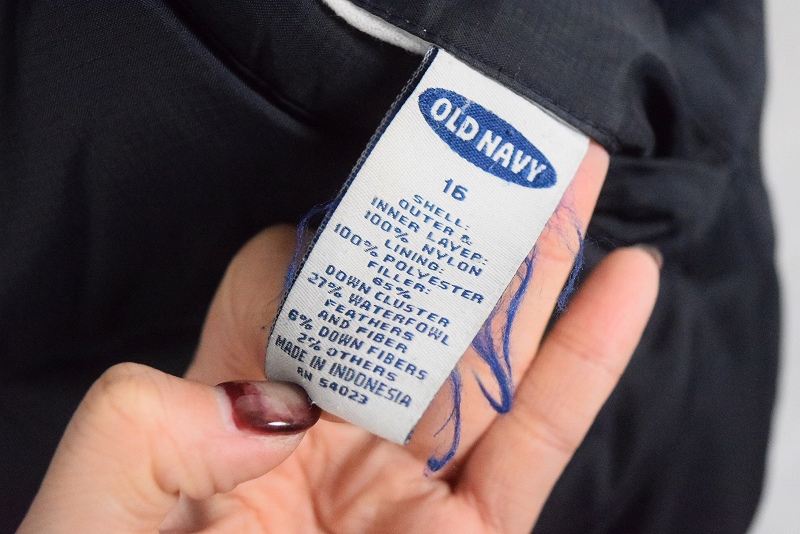 OLD NAVY
16
SHELL:
OUTER &
INNER LAYER:
100% NYLON
LINING:
100% POLYESTER
FILLER:
65%
DOWN CLUSTER
27% WATERFOWL
FEATHERS
AND FIBER
6% DOWN FIBERS
2% OTHERS
MADE IN INDONESIA
RN 54023